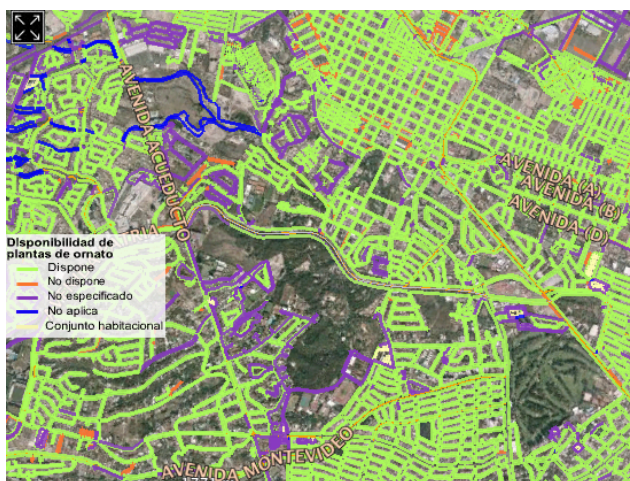 AVENIDA ACUEDUCTO
AVENIDA (A)
AVENIDA (B)
AVENIDA (D)
Disponibilidad de
plantas de ornato
Dispone
No dispone
No especificado
No aplica
Conjunto habitacional
AVENIDA MONTEVIDEO